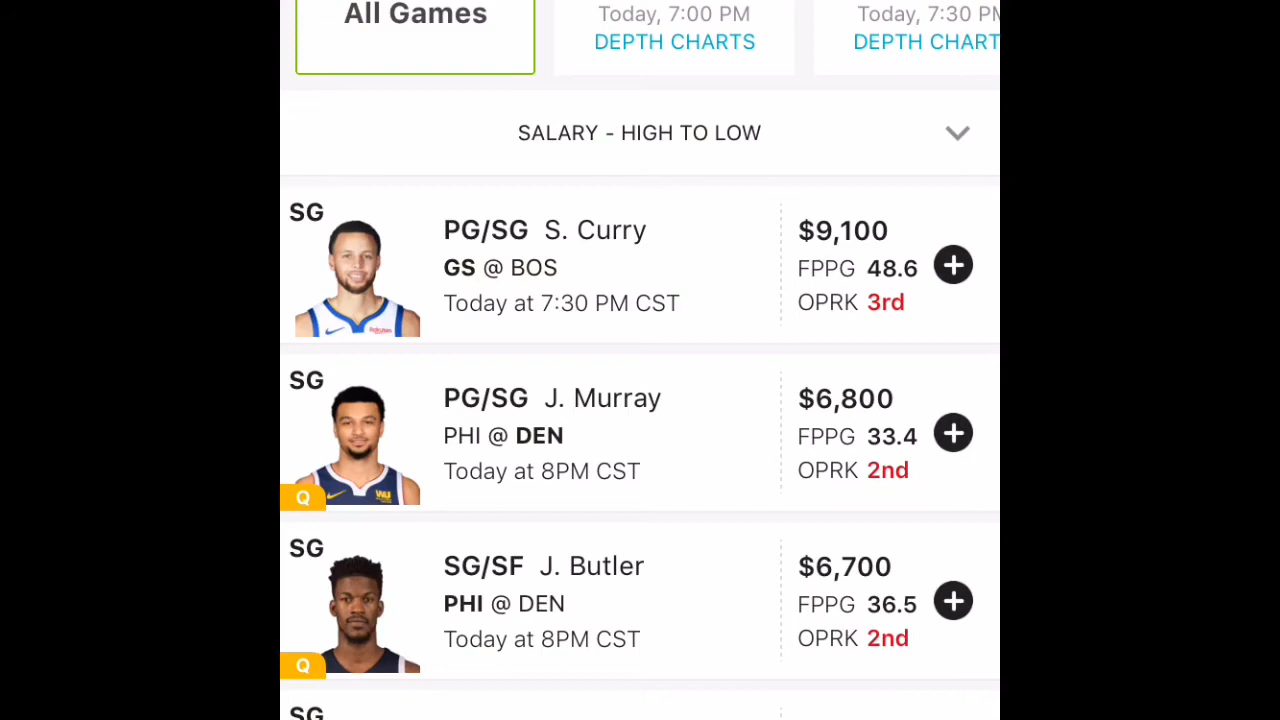 All Games
Today, 7:00 PM
DEPTH CHARTS
Today, 7:30 PM
DEPTH CHART
SALARY - HIGH TO LOW
SG
PG/SG S. Curry
GS @ BOS
Today at 7:30 PM CST
$9,100
FPPG 48.6
OPRK 3rd
SG
PG/SG J. Murray
PHI @ DEN
Today at 8PM CST
$6,800
FPPG 33.4
OPRK 2nd
Q
SG
SG/SF J. Butler
PHI @ DEN
Today at 8PM CST
$6,700
FPPG 36.5
OPRK 2nd
Q
SG